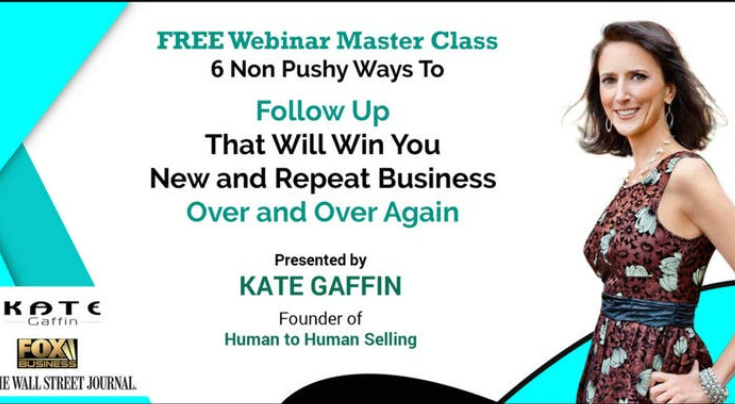 FREE Webinar Master Class
6 Non Pushy Ways To
Follow Up
That Will Win You
New and Repeat Business
Over and Over Again
Presented by
KATE GAFFIN
Founder of
Human to Human Selling
KATE
Gaffin
FOX
BUSINESS
HE WALL STREET JOURNAL.